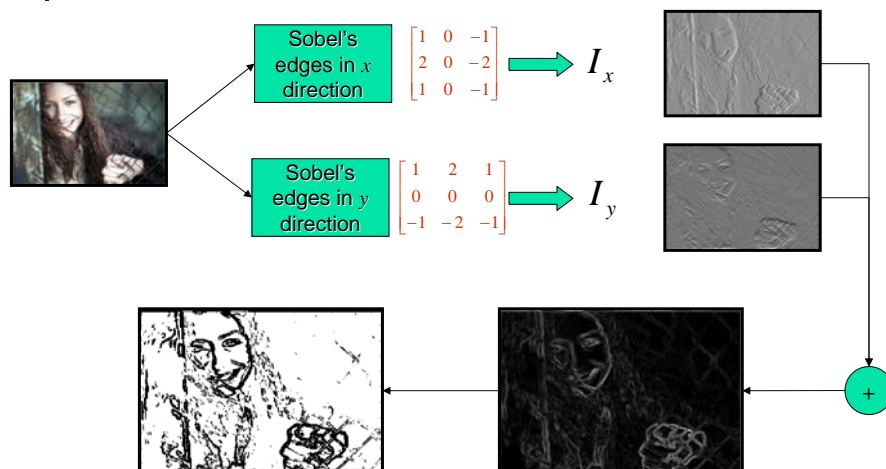 Sobel's
edges in x
direction
1 0 −1
2 0 −2
1 0 −1
I x
Sobel's
edges in y
direction
1 2 1
0 0 0
−1 −2 −1
I y
+